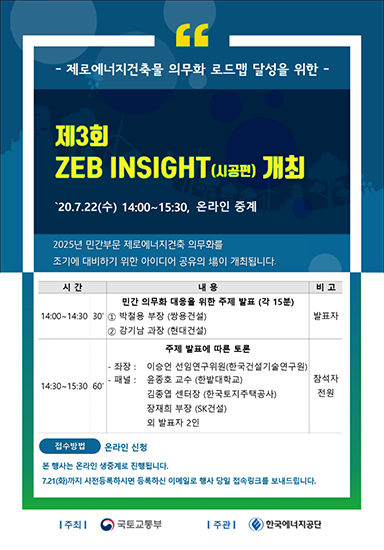 - 제로에너지건축물 의무화 로드맵 달성을 위한 -
제3회
ZEB INSIGHT(시공편) 개최
`20.7.22(수) 14:00~15:30, 온라인 중계
2025년 민간부문 제로에너지건축 의무화를
조기에 대비하기 위한 아이디어 공유의 場이 개최됩니다.
시 간 내 용 비 고
민간 의무화 대응을 위한 주제 발표 (각 15분)
14:00~14:30 30' ① 박철용 부장 (쌍용건설) 발표자
② 강기남 과장 (현대건설)
주제 발표에 따른 토론
- 좌장 : 이승언 선임연구위원(한국건설기술연구원)
14:30~15:30 60' - 패널 : 윤종호 교수 (한밭대학교) 참석자
김종엽 센터장 (한국토지주택공사) 전원
장재희 부장 (SK건설)
외 발표자 2인
접수방법 온라인 신청
본 행사는 온라인 생중계로 진행됩니다.
7.21(화)까지 사전등록하시면 등록하신 이메일로 행사 당일 접속링크를 보내드립니다.
| 주최 | 국토교통부 | 주관 | 한국에너지공단